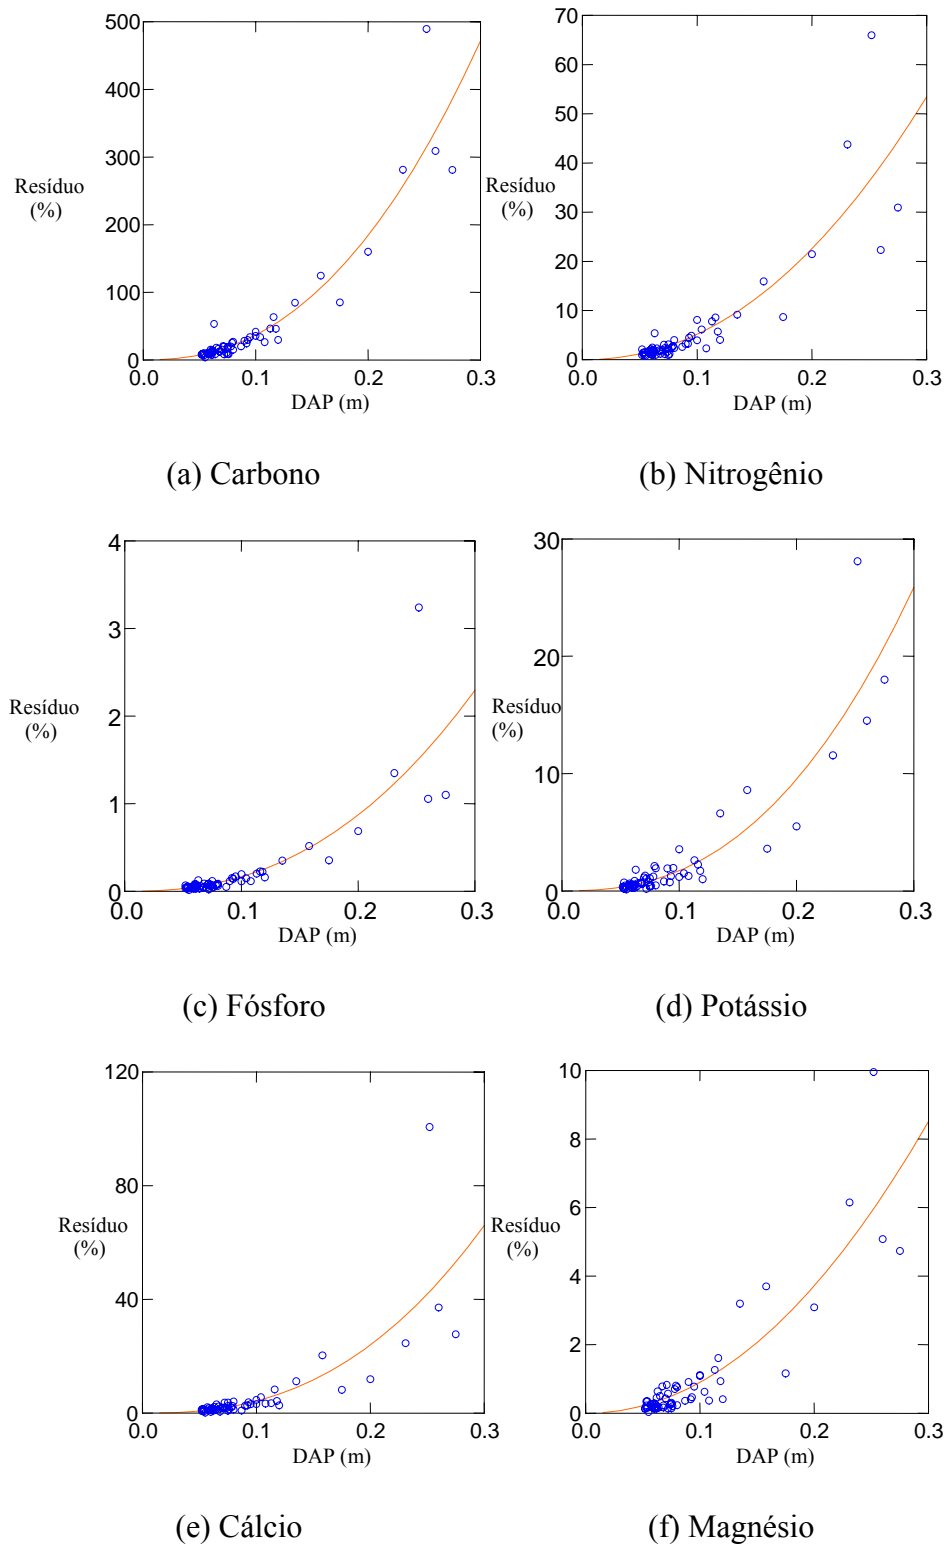 500
400
300
200
100
0
Resíduo
(%)
0.0 0.1 0.2 0.3
DAP (m)
(a) Carbono
70
60
50
40
30
20
10
0
Resíduo
(%)
0.0 0.1 0.2 0.3
DAP (m)
(b) Nitrogênio
4
3
2
1
0
Resíduo
(%)
0.0 0.1 0.2 0.3
DAP (m)
(c) Fósforo
30
20
10
0
Resíduo
(%)
0.0 0.1 0.2 0.3
DAP (m)
(d) Potássio
120
80
40
0
Resíduo
(%)
0.0 0.1 0.2 0.3
DAP (m)
(e) Cálcio
10
8
6
4
2
0
Resíduo
(%)
0.0 0.1 0.2 0.3
DAP (m)
(f) Magnésio